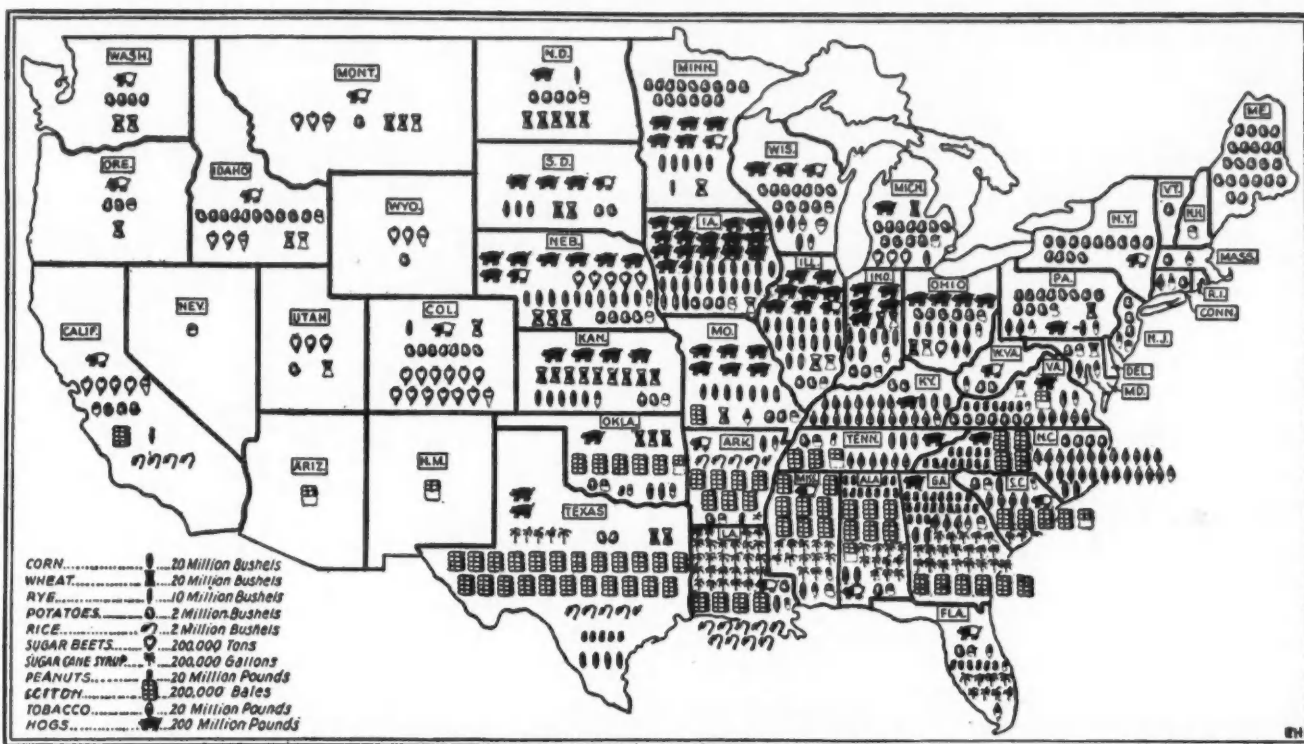 WASH.
MONT.
N.D.
MINN.
ORE.
IDAHO
WYO.
S.D.
WIS.
MICH.
ME.
VT.
N.H.
N.Y.
MASS.
R.I.
CONN.
NEB.
IA.
ILL.
IND.
OHIO
PA.
N.J.
DEL.
MD.
CALIF.
NEV.
UTAH
COL.
KAN.
MO.
KY.
W.VA.
VA.
ARIZ.
N.M.
OKLA.
ARK.
TENN.
N.C.
S.C.
TEXAS
LA.
MIS.
ALA.
GA.
FLA.
CORN 20 Million Bushels
WHEAT 20 Million Bushels
RYE 10 Million Bushels
POTATOES 2 Million Bushels
RICE 2 Million Bushels
SUGAR BEETS 200,000 Tons
SUGAR CANE SYRUP 200,000 Gallons
PEANUTS 20 Million Pounds
COTTON 200,000 Bales
TOBACCO 20 Million Pounds
HOGS 200 Million Pounds
EH